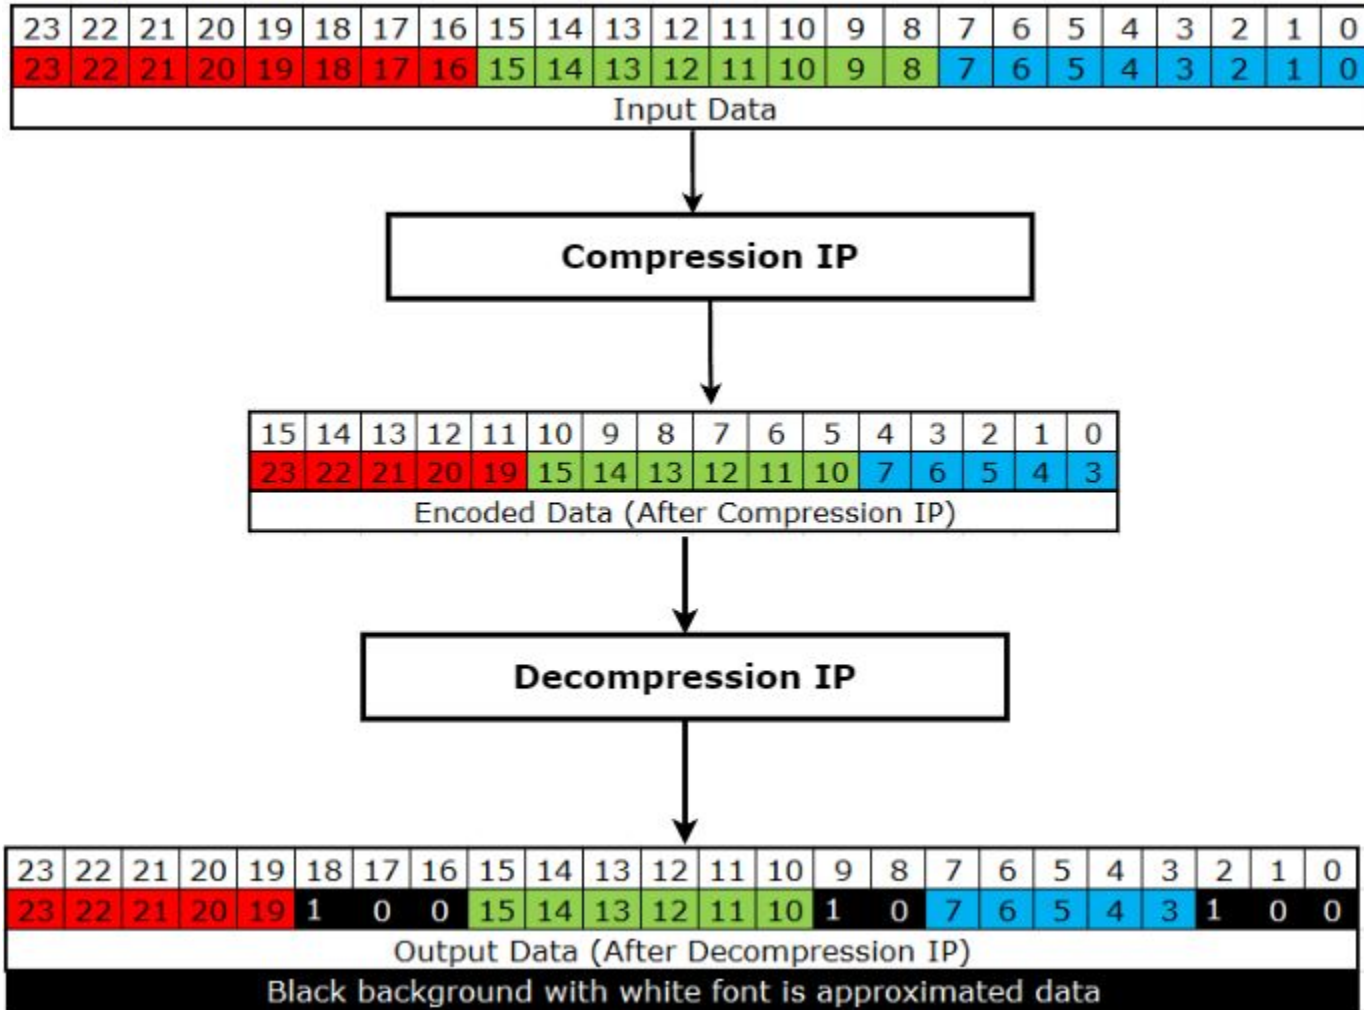 23 22 21 20 19 18 17 16 15 14 13 12 11 10 9 8 7 6 5 4 3 2 1 0
23 22 21 20 19 18 17 16 15 14 13 12 11 10 9 8 7 6 5 4 3 2 1 0
Input Data
Compression IP
15 14 13 12 11 10 9 8 7 6 5 4 3 2 1 0
23 22 21 20 19 15 14 13 12 11 10 7 6 5 4 3
Encoded Data (After Compression IP)
Decompression IP
23 22 21 20 19 18 17 16 15 14 13 12 11 10 9 8 7 6 5 4 3 2 1 0
23 22 21 20 19 1 0 0 15 14 13 12 11 10 1 0 7 6 5 4 3 1 0 0
Output Data (After Decompression IP)
Black background with white font is approximated data